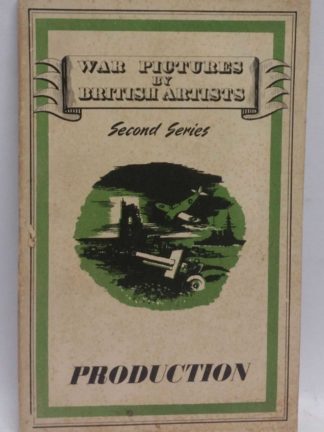 WAR PICTURES
BY
BRITISH ARTISTS
Second Series
PRODUCTION